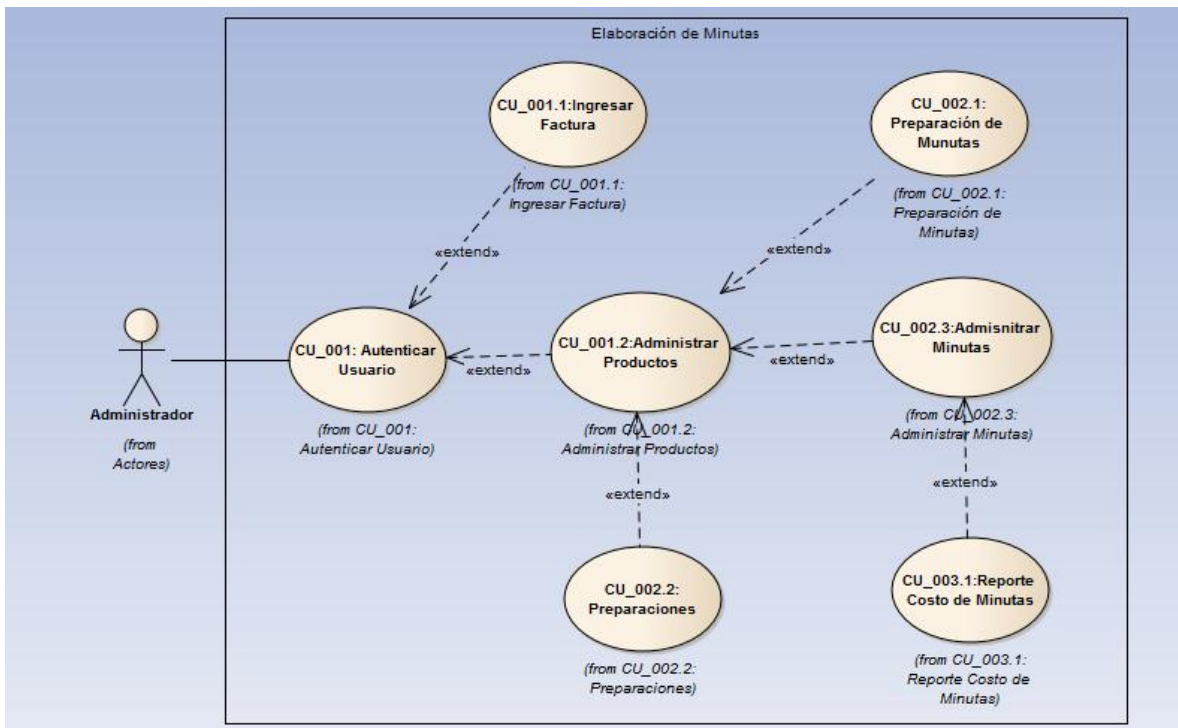 Elaboración de Minutas
CU_001.1:Ingresar
Factura
(from CU_001.1:
Ingresar Factura)
CU_002.1:
Preparación de
Munutas
(from CU_002.1:
Preparación de
Minutas)
«extend»
«extend»
Administrador
(from
Actores)
CU_001: Autenticar
Usuario
(from CU_001:
Autenticar Usuario)
«extend»
CU_001.2:Administrar
Productos
(from CU_001.2:
Administrar Productos)
«extend»
CU_002.3:Admisnitrar
Minutas
(from CU_002.3:
Administrar Minutas)
«extend»
«extend»
CU_002.2:
Preparaciones
(from CU_002.2:
Preparaciones)
CU_003.1:Reporte
Costo de Minutas
(from CU_003.1:
Reporte Costo de
Minutas)